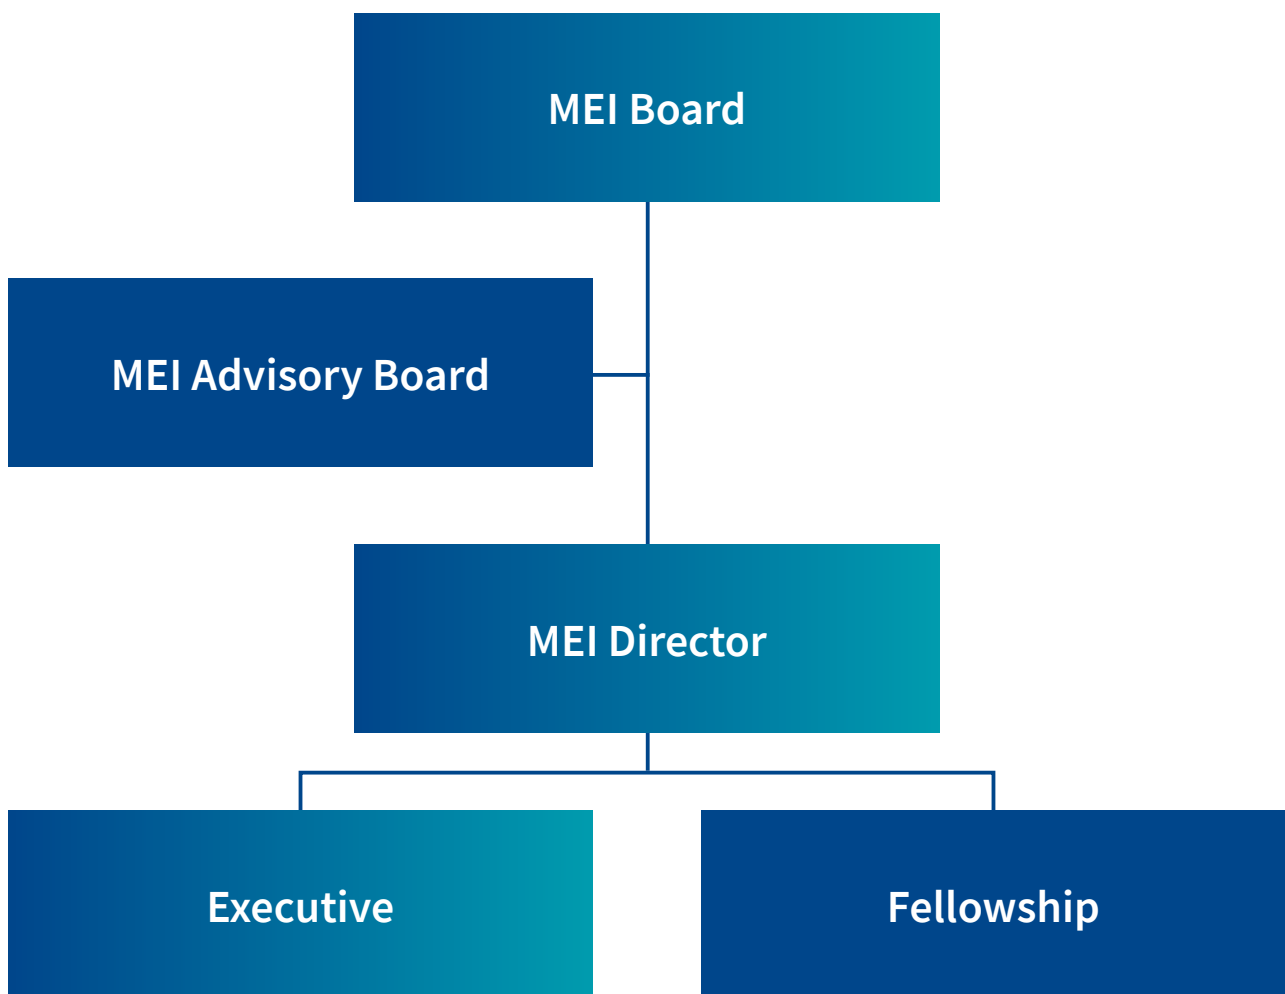 MEI Board
MEI Advisory Board
MEI Director
Executive
Fellowship